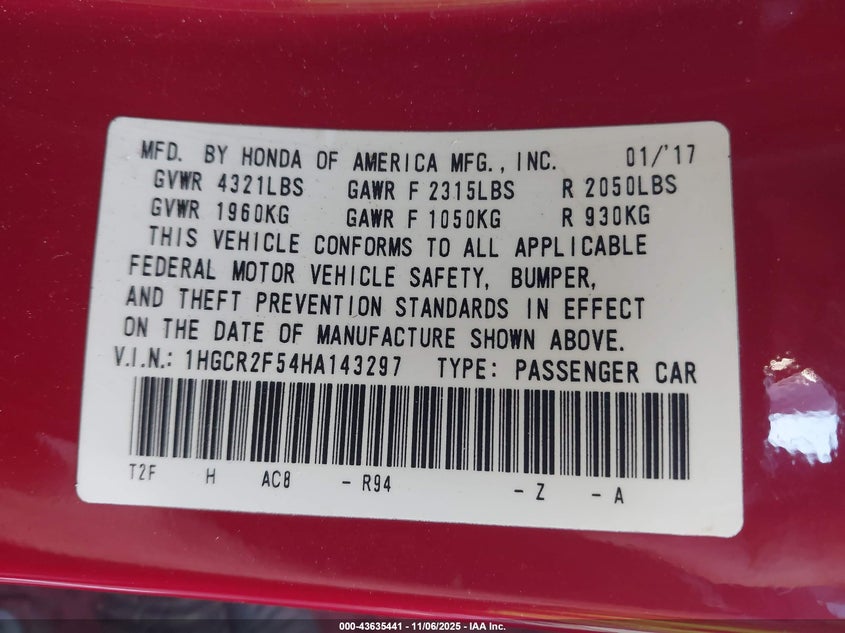 MFD. BY HONDA OF AMERICA MFG., INC. 01/'17
GVWR 4321LBS GAWR F 2315LBS R 2050LBS
GVWR 1960KG GAWR F 1050KG R 930KG
THIS VEHICLE CONFORMS TO ALL APPLICABLE
FEDERAL MOTOR VEHICLE SAFETY, BUMPER,
AND THEFT PREVENTION STANDARDS IN EFFECT
ON THE DATE OF MANUFACTURE SHOWN ABOVE.
V.I.N.: 1HGCR2F54HA143297 TYPE: PASSENGER CAR
T2F H AC8 - R94 - Z - A
000-43635441 - 11/06/2025 - IAA Inc.